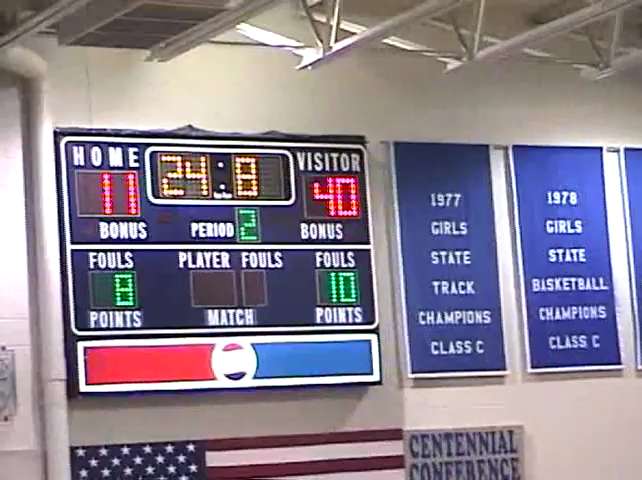 HOME
24:8
VISITOR
11
40
BONUS
PERIOD 2
BONUS
FOULS
PLAYER FOULS
FOULS
8
10
POINTS
MATCH
POINTS
1977
GIRLS
STATE
TRACK
CHAMPIONS
CLASS C
1978
GIRLS
STATE
BASKETBALL
CHAMPIONS
CLASS C
CENTENNIAL
CONFERENCE